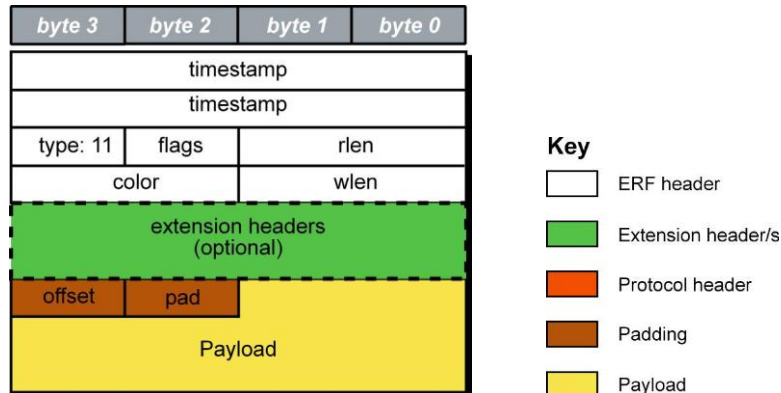 byte 3 byte 2 byte 1 byte 0
timestamp
timestamp
type: 11 flags rlen
color wlen
extension headers
(optional)
offset pad
Payload
Key
ERF header
Extension header/s
Protocol header
Padding
Payload